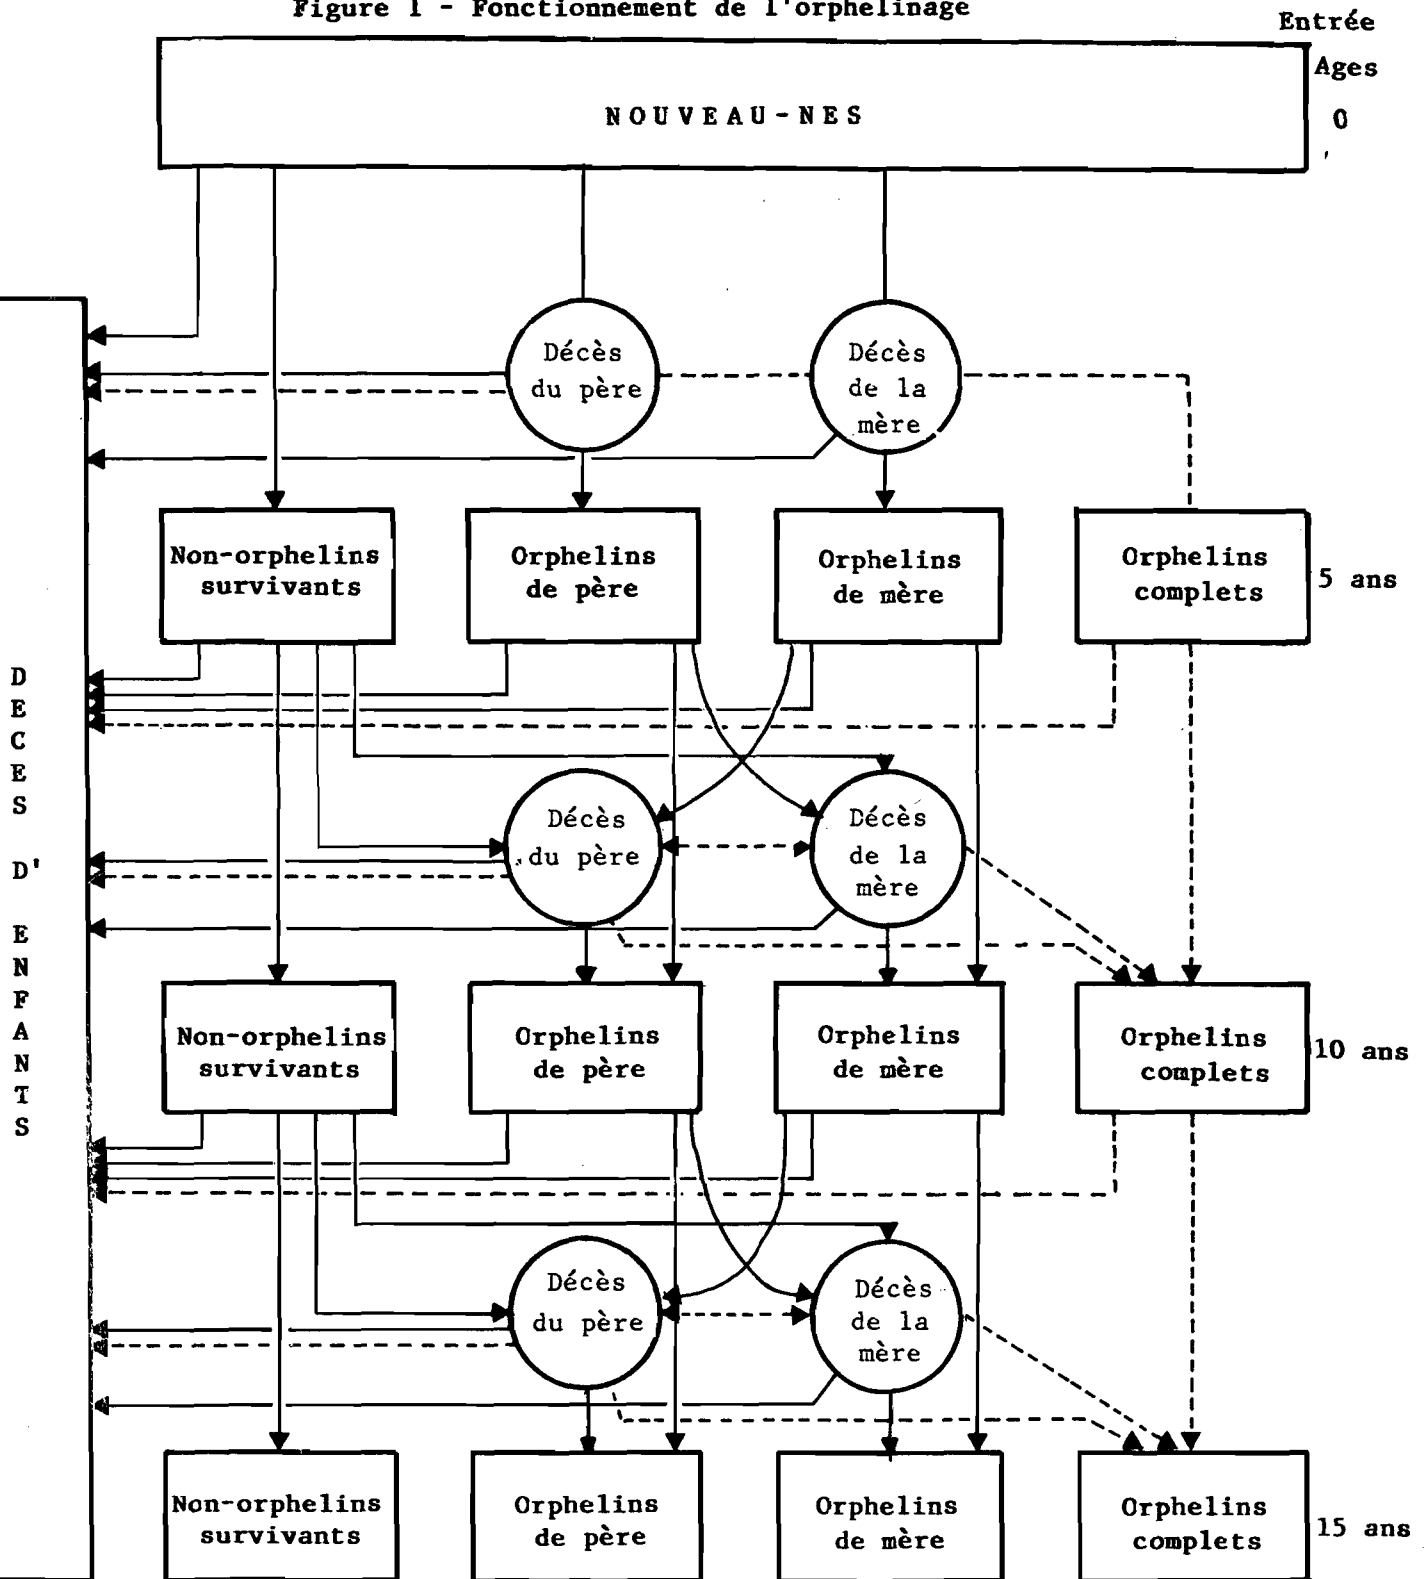 Figure 1 - Fonctionnement de l'orphelinage
Entrée
Ages
NOUVEAU-NES
0
Décès
du père
Décès
de la
mère
Non-orphelins
survivants
Orphelins
de père
Orphelins
de mère
Orphelins
complets
5 ans
DECES D'ENFANTS
Décès
du père
Décès
de la
mère
Non-orphelins
survivants
Orphelins
de père
Orphelins
de mère
Orphelins
complets
10 ans
Décès
du père
Décès
de la
mère
Non-orphelins
survivants
Orphelins
de père
Orphelins
de mère
Orphelins
complets
15 ans